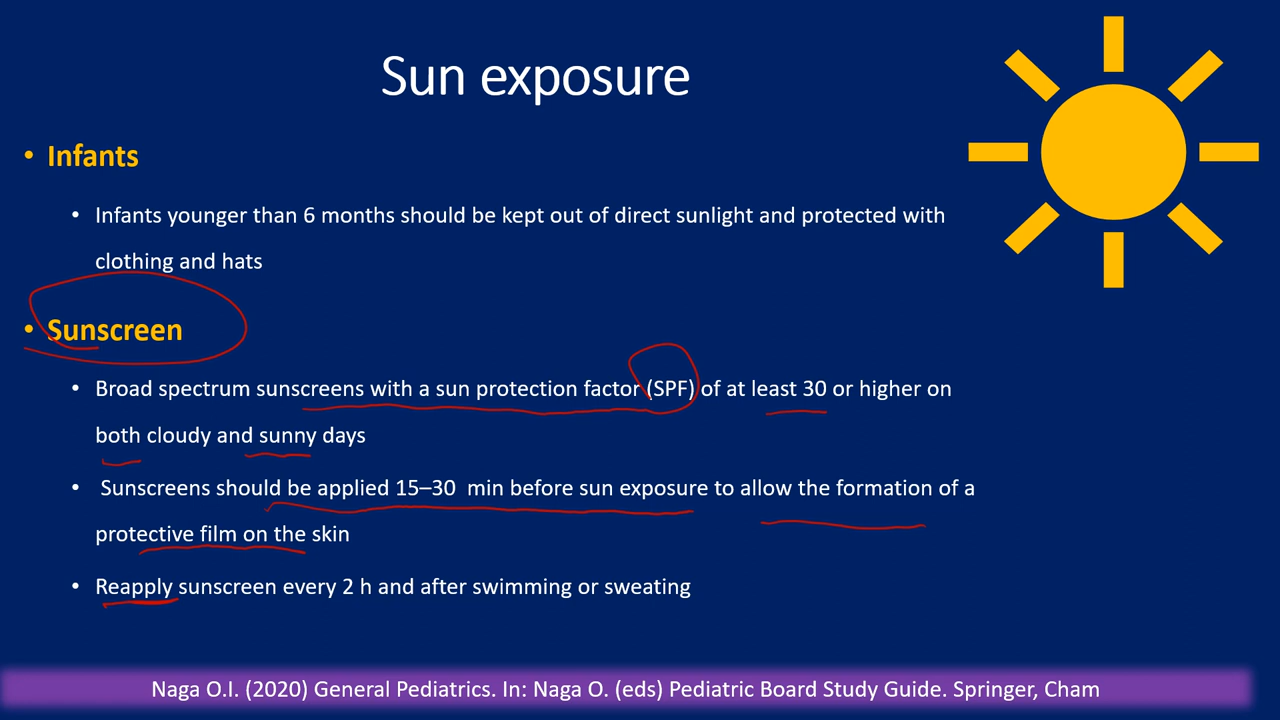 Sun exposure
• Infants
• Infants younger than 6 months should be kept out of direct sunlight and protected with
clothing and hats
• Sunscreen
• Broad spectrum sunscreens with a sun protection factor (SPF) of at least 30 or higher on
both cloudy and sunny days
• Sunscreens should be applied 15–30 min before sun exposure to allow the formation of a
protective film on the skin
• Reapply sunscreen every 2 h and after swimming or sweating
Naga O.I. (2020) General Pediatrics. In: Naga O. (eds) Pediatric Board Study Guide. Springer, Cham